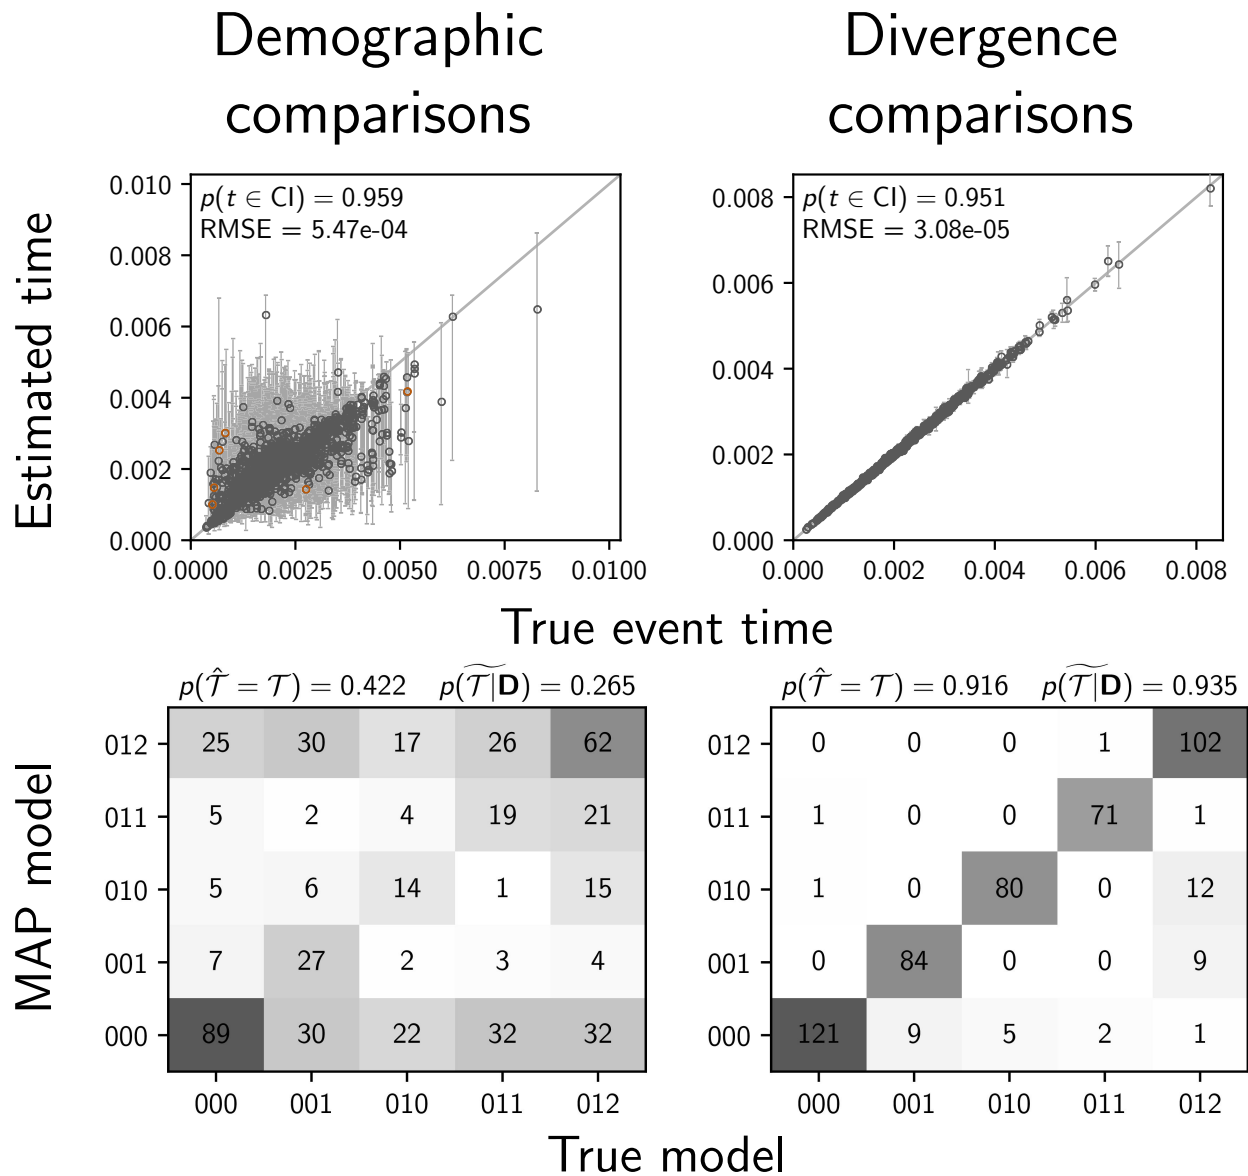 Demographic comparisons
Divergence comparisons
Estimated time
p(t ∈ CI) = 0.959
RMSE = 5.47e-04
0.010
0.008
0.006
0.004
0.002
0.000
0.0000 0.0025 0.0050 0.0075 0.0100
p(t ∈ CI) = 0.951
RMSE = 3.08e-05
0.008
0.006
0.004
0.002
0.000
0.000 0.002 0.004 0.006 0.008
True event time
MAP model
p(𝒯̂ = 𝒯) = 0.422 p(𝒯|𝐃)~ = 0.265
012 25 30 17 26 62
011 5 2 4 19 21
010 5 6 14 1 15
001 7 27 2 3 4
000 89 30 22 32 32
000 001 010 011 012
p(𝒯̂ = 𝒯) = 0.916 p(𝒯|𝐃)~ = 0.935
012 0 0 0 1 102
011 1 0 0 71 1
010 1 0 80 0 12
001 0 84 0 0 9
000 121 9 5 2 1
000 001 010 011 012
True model